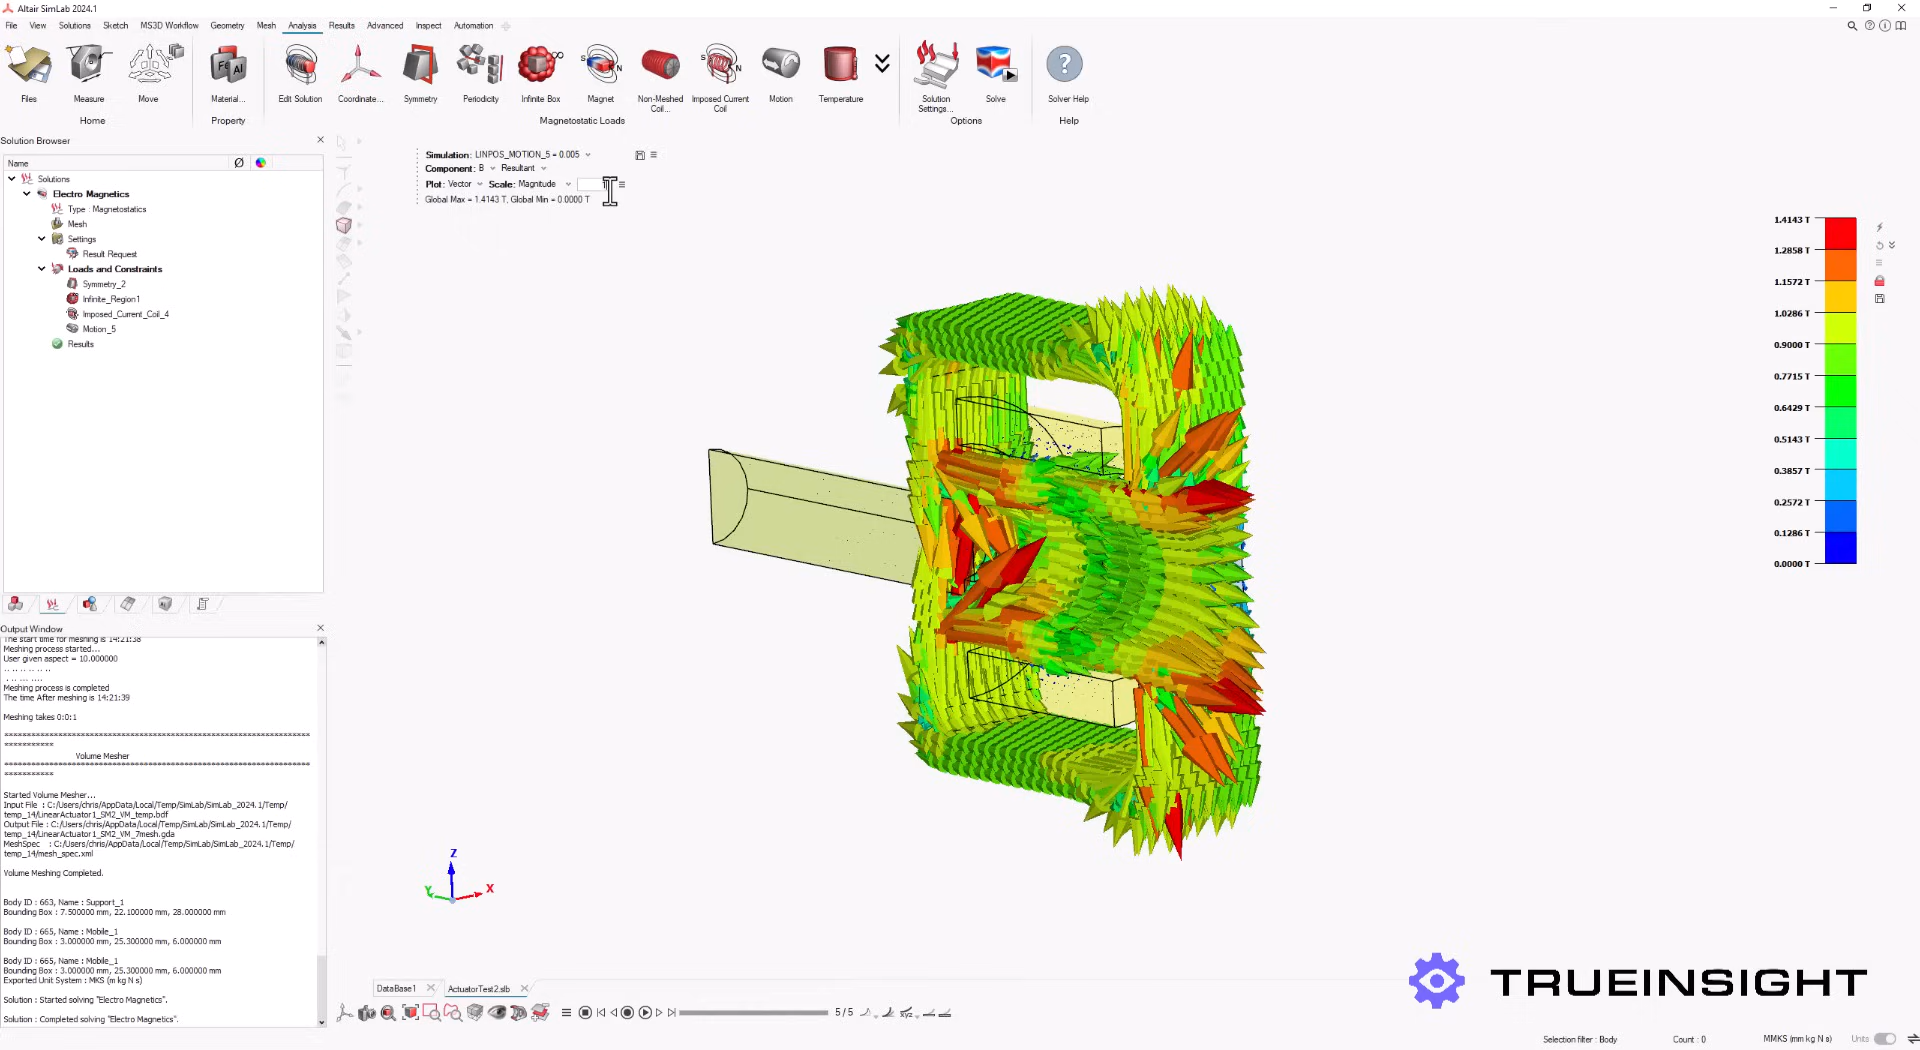 Altair SimLab 2024.1
File View Solutions Sketch MS3D Workflow Geometry Mesh Analysis Results Advanced Inspect Automation
Files Measure Move Material... Edit Solution Coordinate... Symmetry Periodicity Infinite Box Magnet Non-Meshed Coil... Imposed Current Coil Motion Temperature Solution Settings... Solve Solver Help
Home Property Magnetostatic Loads Options Help
Solution Browser
Name
Solutions
Electro Magnetics
Type : Magnetostatics
Mesh
Settings
Result Request
Loads and Constraints
Symmetry_2
Infinite_Region1
Imposed_Current_Coil_4
Motion_5
Results
Simulation: LINPOS_MOTION_5 = 0.005
Component: B Resultant
Plot: Vector Scale: Magnitude
Global Max = 1.4143 T, Global Min = 0.0000 T
1.4143 T
1.2858 T
1.1572 T
1.0286 T
0.9000 T
0.7715 T
0.6429 T
0.5143 T
0.3857 T
0.2572 T
0.1286 T
0.0000 T
Output Window
The start time for meshing is 14:21:38
Meshing process started...
User given aspect = 10.000000
Meshing process is completed
The time After meshing is 14:21:39
Meshing takes 0:0:1
Volume Mesher
Started Volume Mesher...
Input File : C:/Users/chris/AppData/Local/Temp/SimLab/SimLab_2024.1/Temp/
temp_14/LinearActuator1_SM2_VM_temp.bdf
Output File : C:/Users/chris/AppData/Local/Temp/SimLab/SimLab_2024.1/Temp/
temp_14/LinearActuator1_SM2_VM_7mesh.gda
MeshSpec : C:/Users/chris/AppData/Local/Temp/SimLab/SimLab_2024.1/Temp/
temp_14/mesh_spec.xml
Volume Meshing Completed.
Body ID : 663, Name : Support_1
Bounding Box : 7.500000 mm, 22.100000 mm, 28.000000 mm
Body ID : 665, Name : Mobile_1
Bounding Box : 3.000000 mm, 25.300000 mm, 6.000000 mm
Body ID : 665, Name : Mobile_1
Bounding Box : 3.000000 mm, 25.300000 mm, 6.000000 mm
Exported Unit System : MKS (m kg N s)
Solution : Started solving "Electro Magnetics".
Solution : Completed solving "Electro Magnetics".
Z
Y X
DataBase1 ActuatorTest2.slb
5/5
TRUEINSIGHT
Selection filter : Body Count : 0 MMKS (mm kg N s) Units